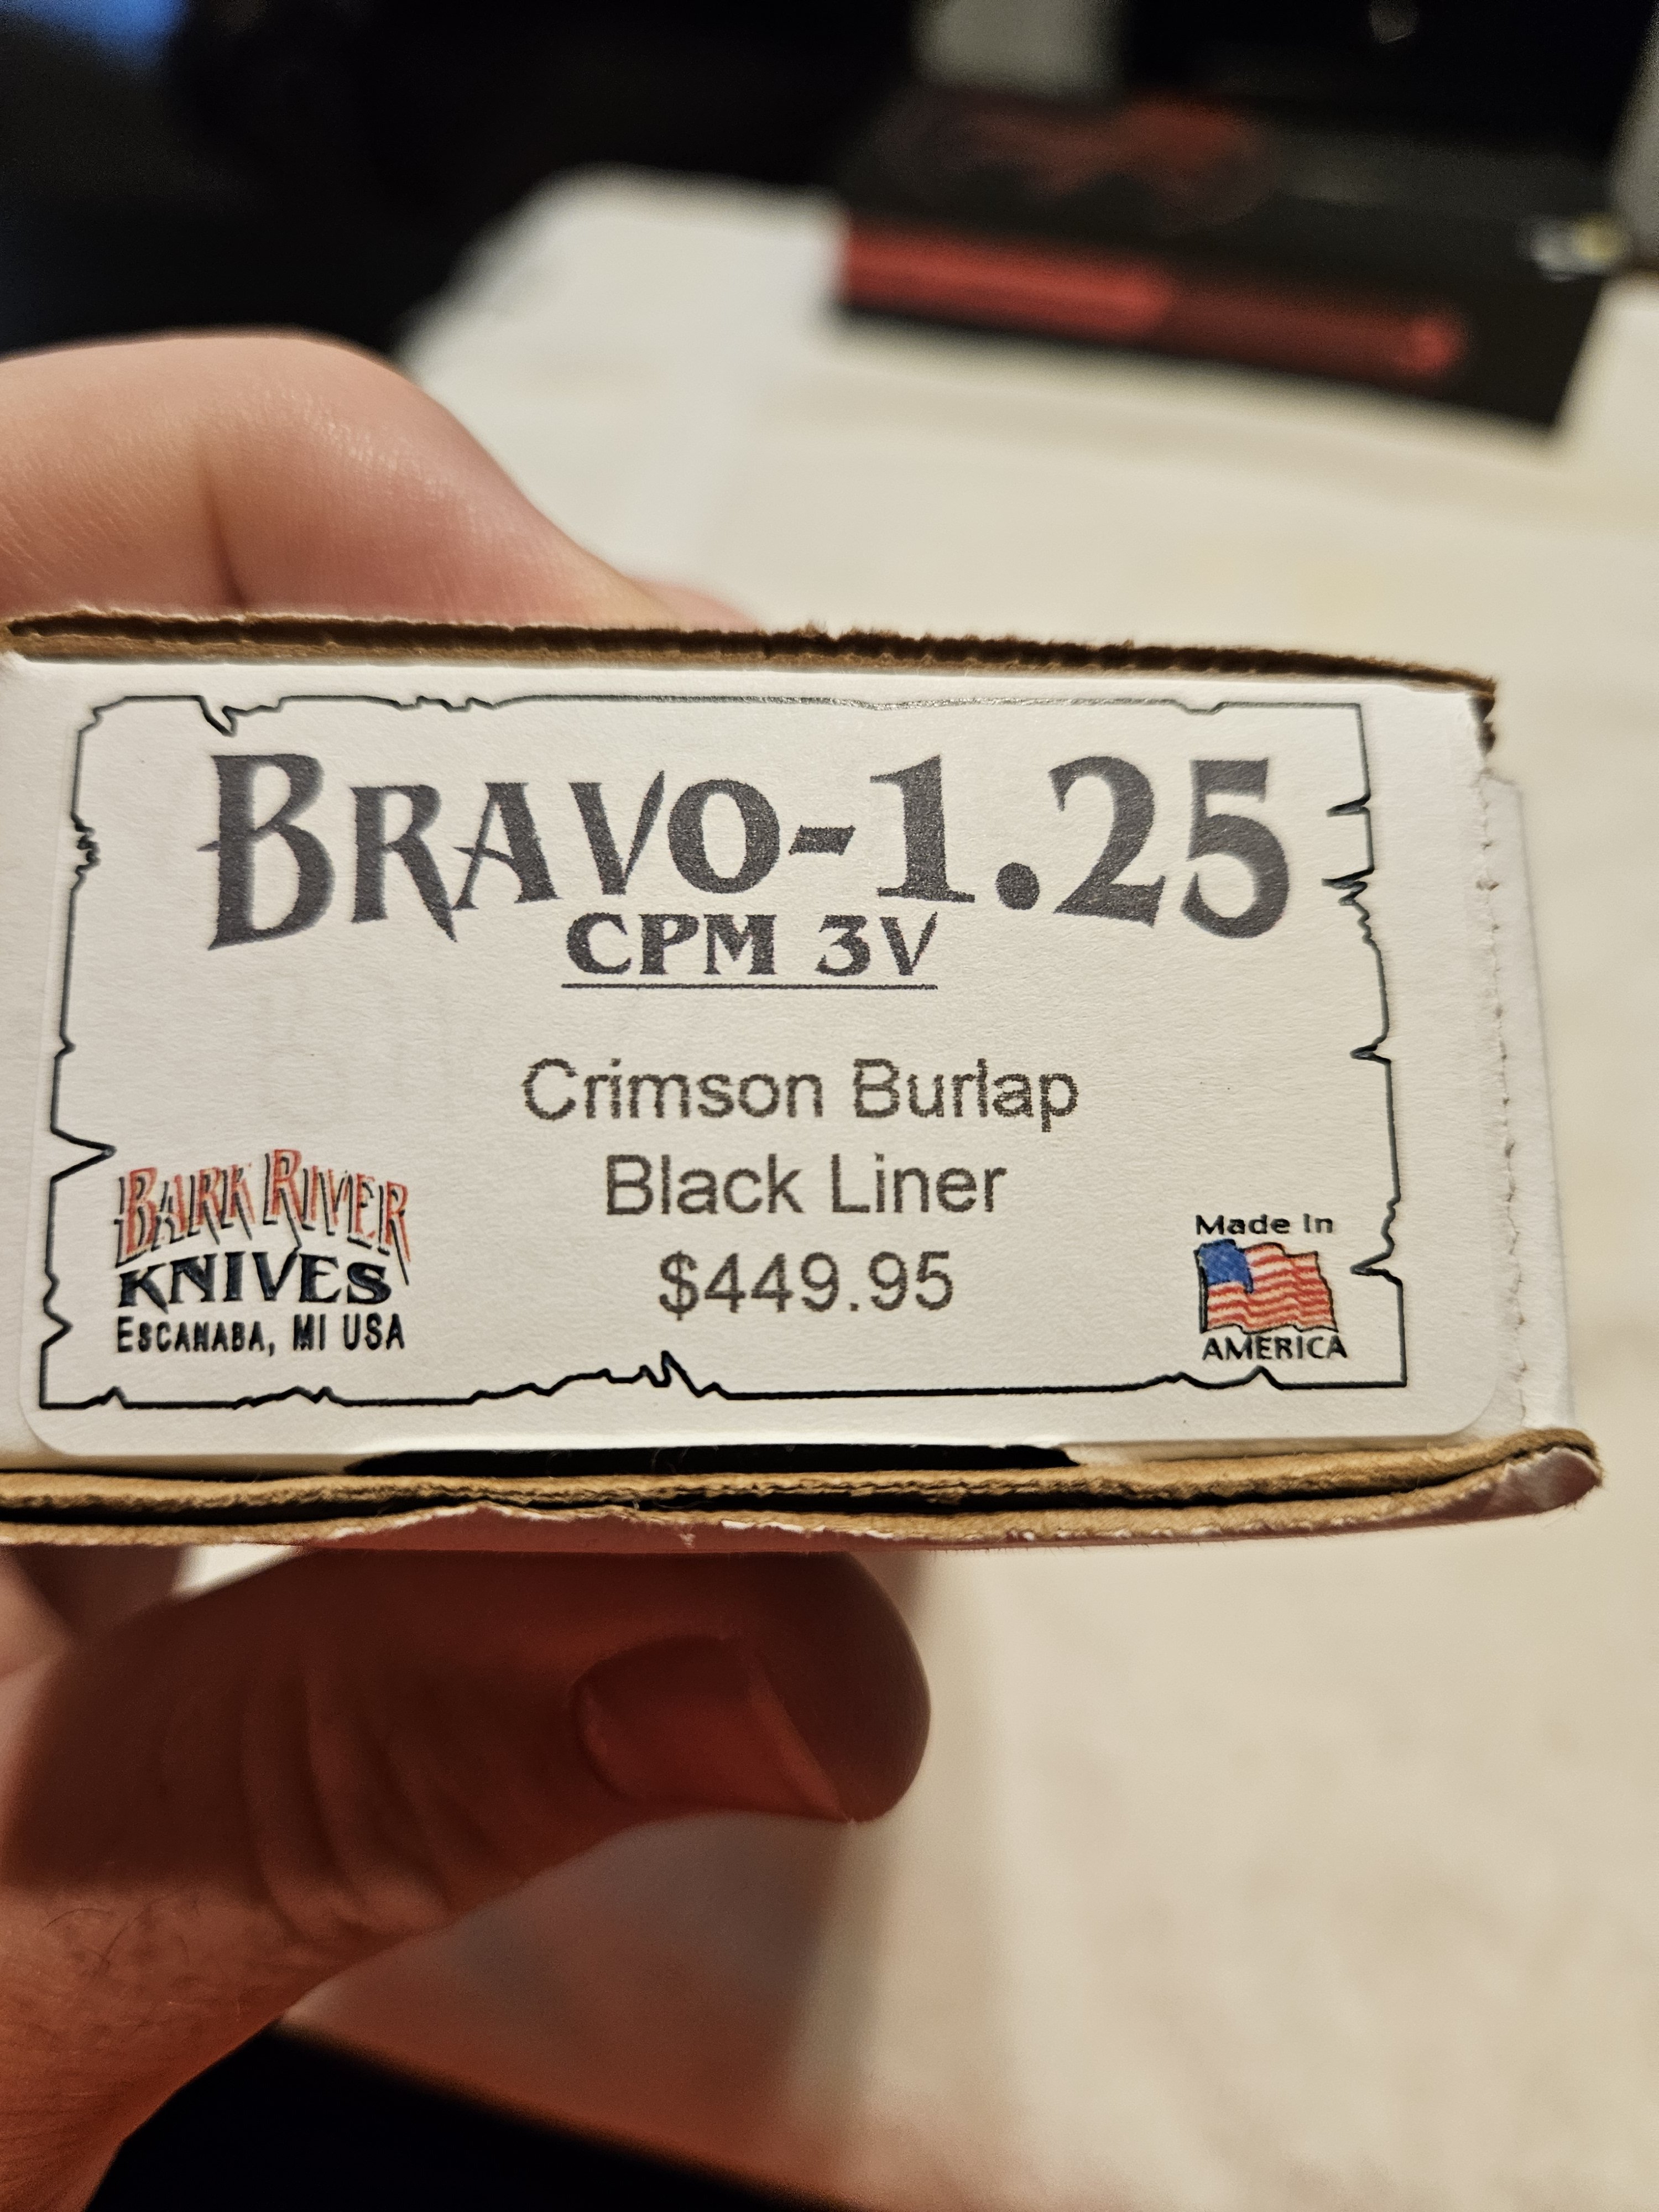 BRAVO-1.25
CPM 3V
Crimson Burlap
Black Liner
$449.95
BARK RIVER
KNIVES
ESCANABA, MI USA
Made In
AMERICA